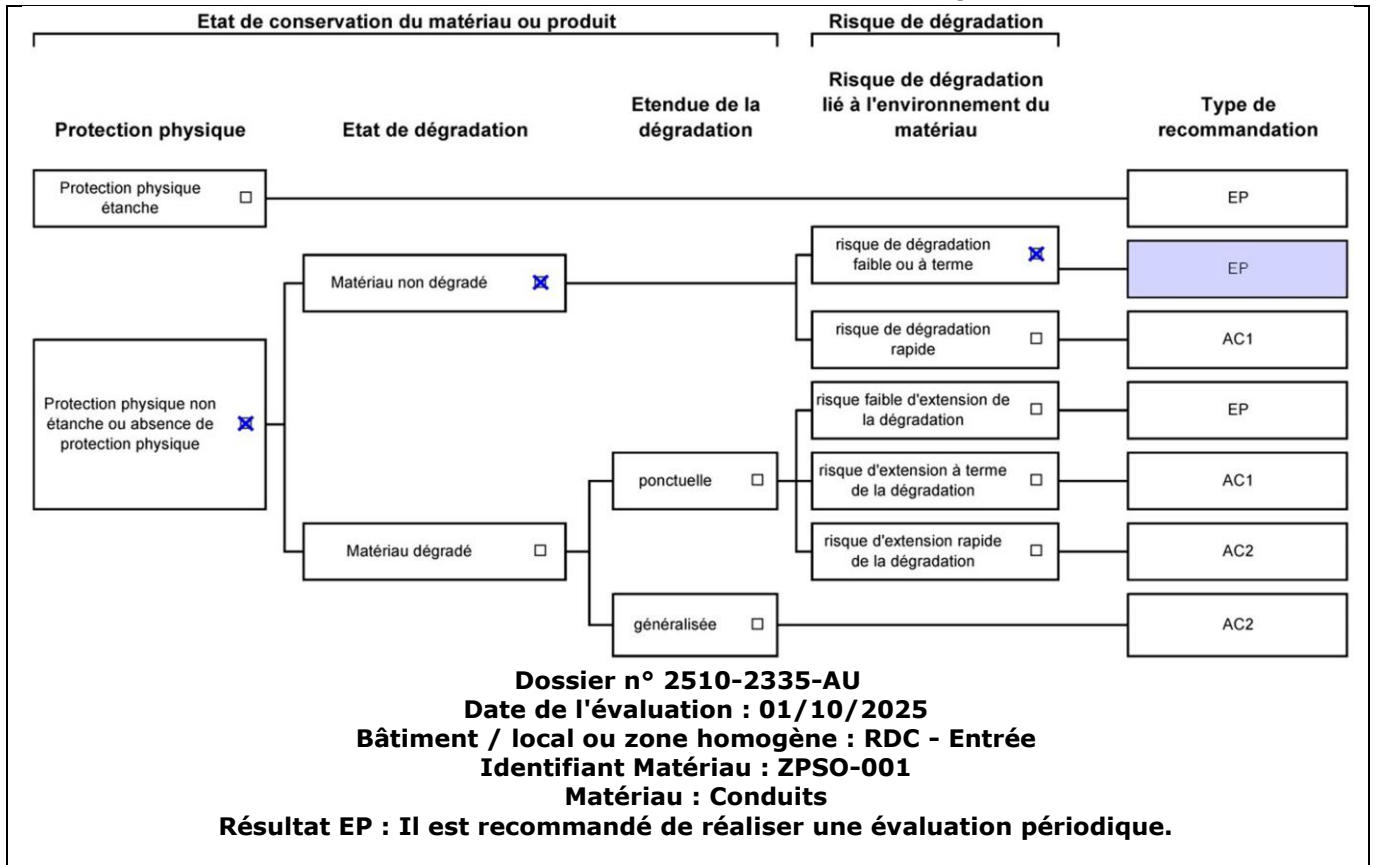 Etat de conservation du matériau ou produit
Risque de dégradation
Protection physique
Etat de dégradation
Etendue de la
dégradation
Risque de dégradation
lié à l'environnement du
matériau
Type de
recommandation
Protection physique
étanche
EP
risque de dégradation
faible ou à terme
EP
Matériau non dégradé
risque de dégradation
rapide
AC1
Protection physique non
étanche ou absence de
protection physique
risque faible d'extension de
la dégradation
EP
ponctuelle
risque d'extension à terme
de la dégradation
AC1
Matériau dégradé
risque d'extension rapide
de la dégradation
AC2
généralisée
AC2
Dossier n° 2510-2335-AU
Date de l'évaluation : 01/10/2025
Bâtiment / local ou zone homogène : RDC - Entrée
Identifiant Matériau : ZPSO-001
Matériau : Conduits
Résultat EP : Il est recommandé de réaliser une évaluation périodique.